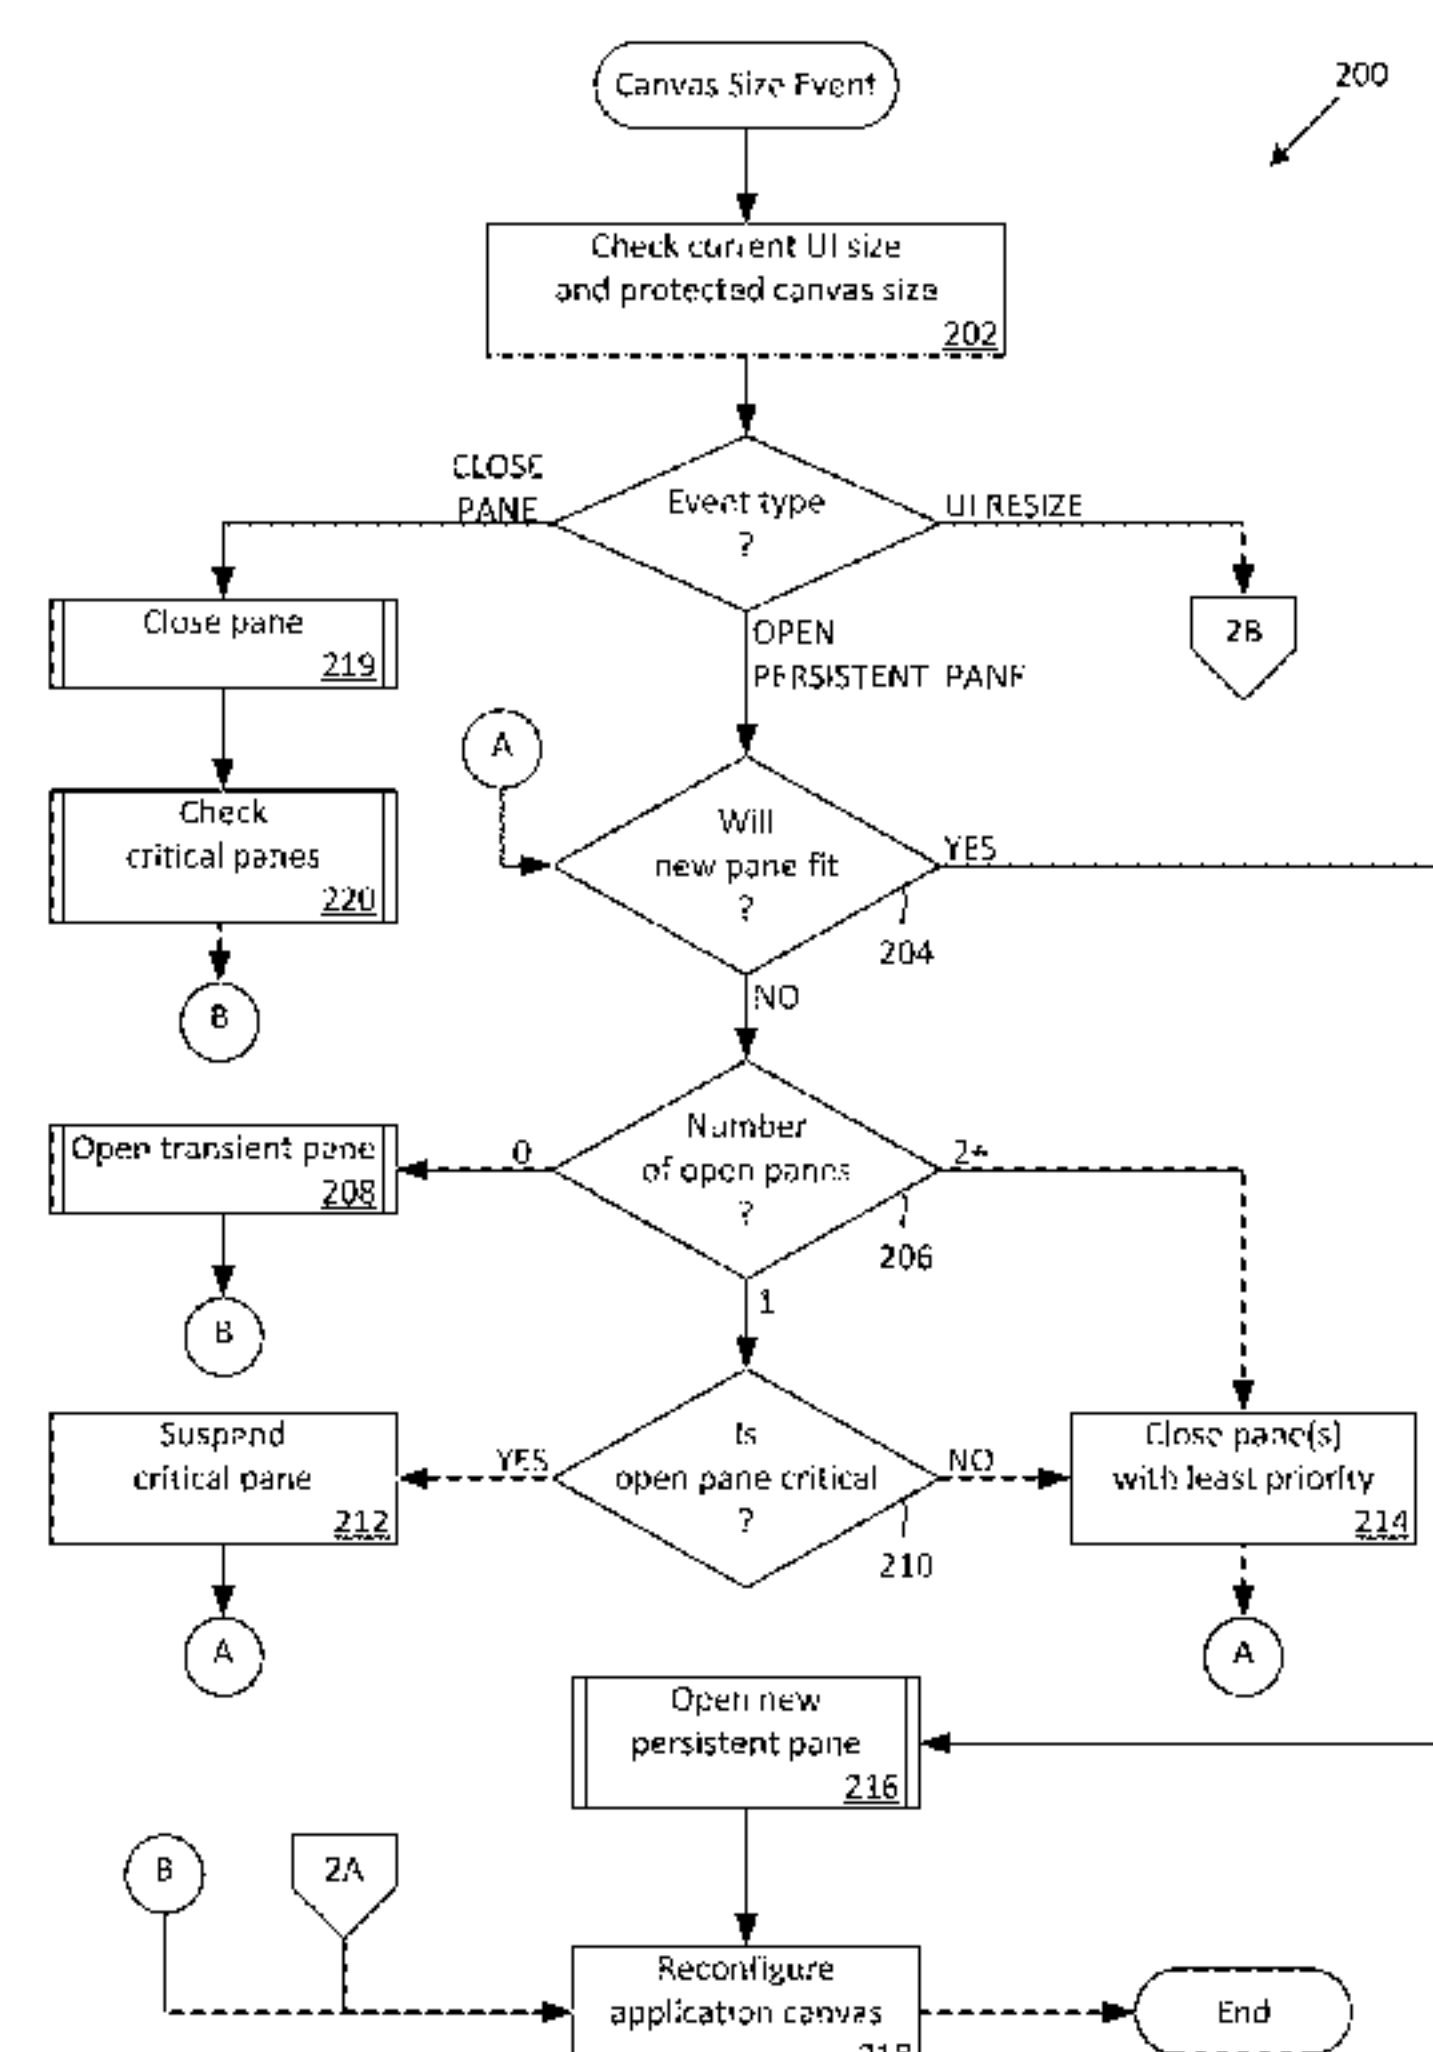 Canvas Size Event
200
Check current UI size
and protected canvas size
202
CLOSE
PANE
Event type
?
UI RESIZE
Close pane
219
OPEN
PERSISTENT PANE
2B
A
Check
critical panes
220
Will
new pane fit
?
YES
204
NO
B
Number
of open panes
?
0
2+
206
Open transient pane
208
1
B
Suspend
critical pane
212
YES
Is
open pane critical
?
NO
210
Close pane(s)
with least priority
214
A
A
Open new
persistent pane
216
B
2A
Reconfigure
application canvas
218
End